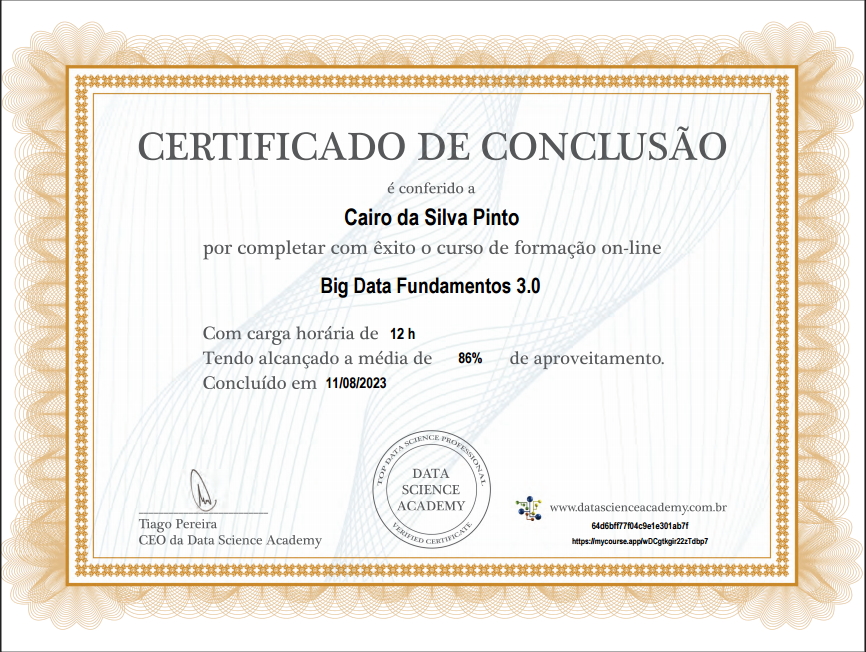 CERTIFICADO DE CONCLUSÃO
é conferido a
Cairo da Silva Pinto
por completar com êxito o curso de formação on-line
Big Data Fundamentos 3.0
Com carga horária de 12 h
Tendo alcançado a média de 86% de aproveitamento.
Concluído em 11/08/2023
TOP DATA SCIENCE PROFESSIONAL
DATA
SCIENCE
ACADEMY
VERIFIED CERTIFICATE
Tiago Pereira
CEO da Data Science Academy
www.datascienceacademy.com.br
64d6bff77f04c9e1e301ab7f
https://mycourse.app/wDCgtkgir22zTdbp7